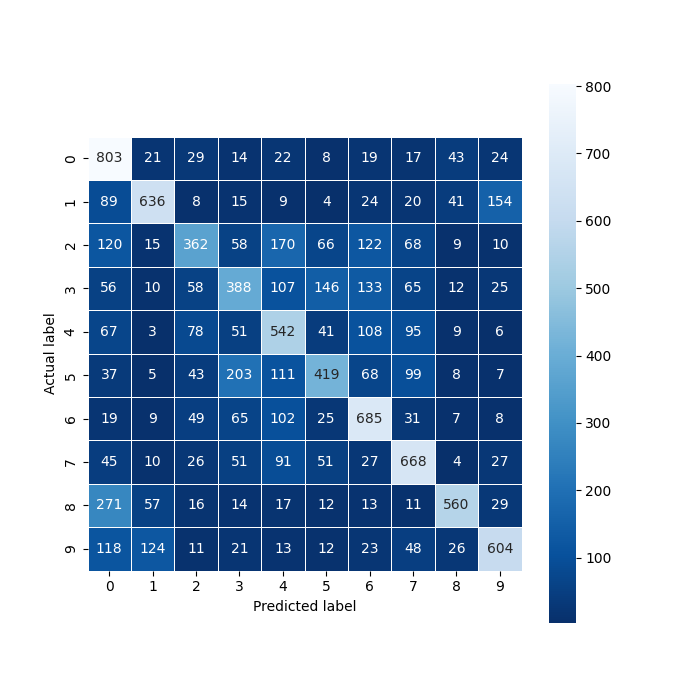 800
700
600
500
400
300
200
100
0 803 21 29 14 22 8 19 17 43 24
1 89 636 8 15 9 4 24 20 41 154
2 120 15 362 58 170 66 122 68 9 10
3 56 10 58 388 107 146 133 65 12 25
4 67 3 78 51 542 41 108 95 9 6
5 37 5 43 203 111 419 68 99 8 7
6 19 9 49 65 102 25 685 31 7 8
7 45 10 26 51 91 51 27 668 4 27
8 271 57 16 14 17 12 13 11 560 29
9 118 124 11 21 13 12 23 48 26 604
0 1 2 3 4 5 6 7 8 9
Actual label
Predicted label